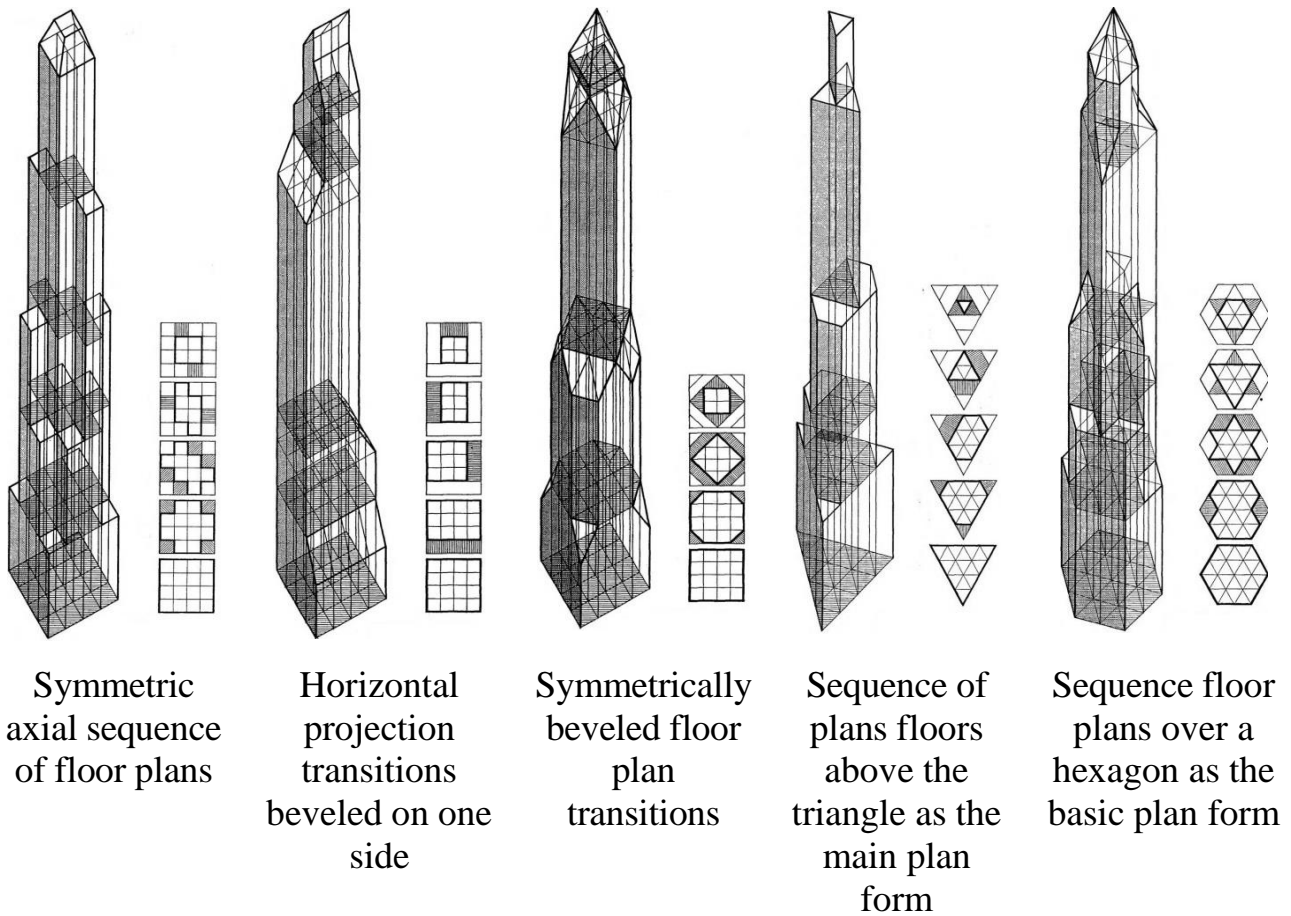 Symmetric
axial sequence
of floor plans
Horizontal
projection
transitions
beveled on one
side
Symmetrically
beveled floor
plan
transitions
Sequence of
plans floors
above the
triangle as the
main plan
form
Sequence floor
plans over a
hexagon as the
basic plan form